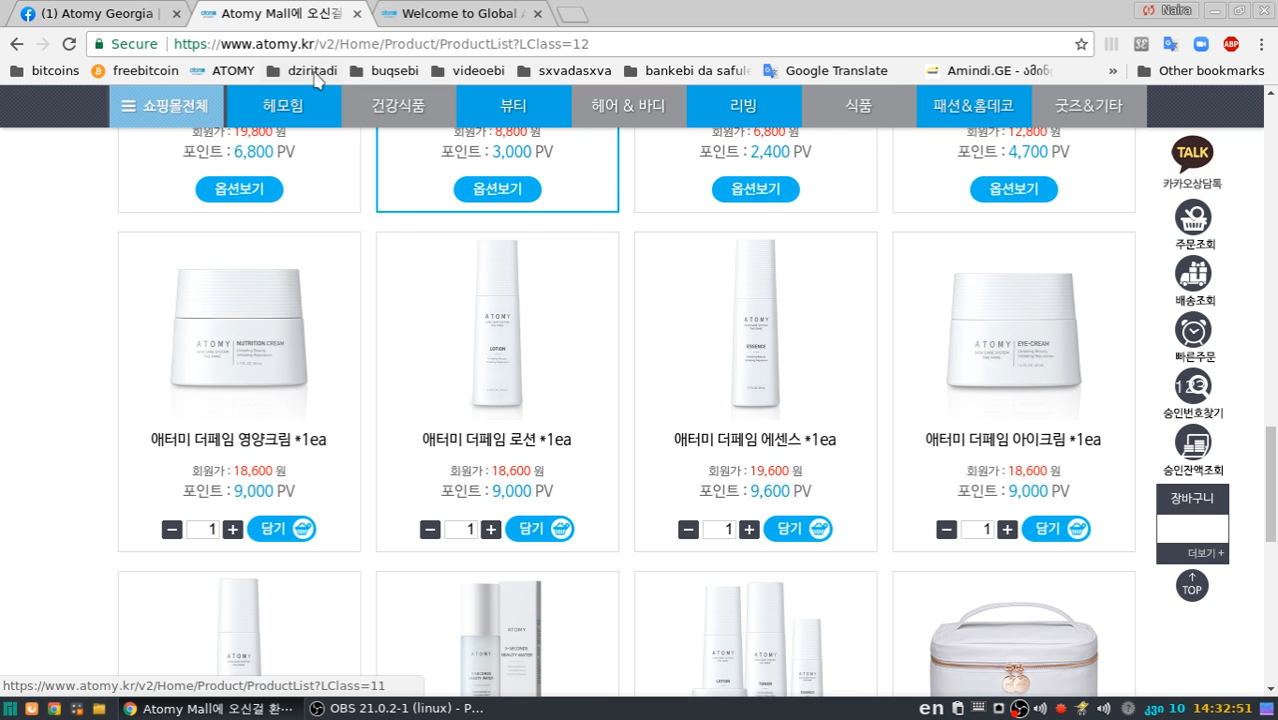 (1) Atomy Georgia |
Atomy Mall에 오신걸
Welcome to Global A
Naira
Secure
https://www.atomy.kr/v2/Home/Product/ProductList?LClass=12
ABP
bitcoins
freebitcoin
ATOMY
dziritadi
buqsebi
videoebi
sxvadasxva
bankebi da safule
Google Translate
Amindi.GE - ამინ
»
Other bookmarks
쇼핑몰전체
헤모힘
건강식품
뷰티
헤어 & 바디
리빙
식품
패션&홈데코
굿즈&기타
회원가 : 19,800 원
회원가 : 8,800 원
회원가 : 6,800 원
회원가 : 12,800 원
포인트 : 6,800 PV
포인트 : 3,000 PV
포인트 : 2,400 PV
포인트 : 4,700 PV
옵션보기
옵션보기
옵션보기
옵션보기
TALK
카카오상담톡
주문조회
배송조회
빠른주문
123
승인번호찾기
승인잔액조회
장바구니
더보기 +
TOP
ATOMY
NUTRITION CREAM
ATOMY
LOTION
ATOMY
ESSENCE
ATOMY
EYE-CREAM
애터미 더페임 영양크림 *1ea
애터미 더페임 로션 *1ea
애터미 더페임 에센스 *1ea
애터미 더페임 아이크림 *1ea
회원가 : 18,600 원
회원가 : 18,600 원
회원가 : 19,600 원
회원가 : 18,600 원
포인트 : 9,000 PV
포인트 : 9,000 PV
포인트 : 9,600 PV
포인트 : 9,000 PV
− 1 + 담기
− 1 + 담기
− 1 + 담기
− 1 + 담기
ATOMY
ATOMY
ATOMY
ATOMY
ATOMY
ATOMY
LOTION
TONER
ESSENCE
https://www.atomy.kr/v2/Home/Product/ProductList?LClass=11
Atomy Mall에 오신걸 환...
OBS 21.0.2-1 (linux) - P...
en
კვი 10
14:32:51